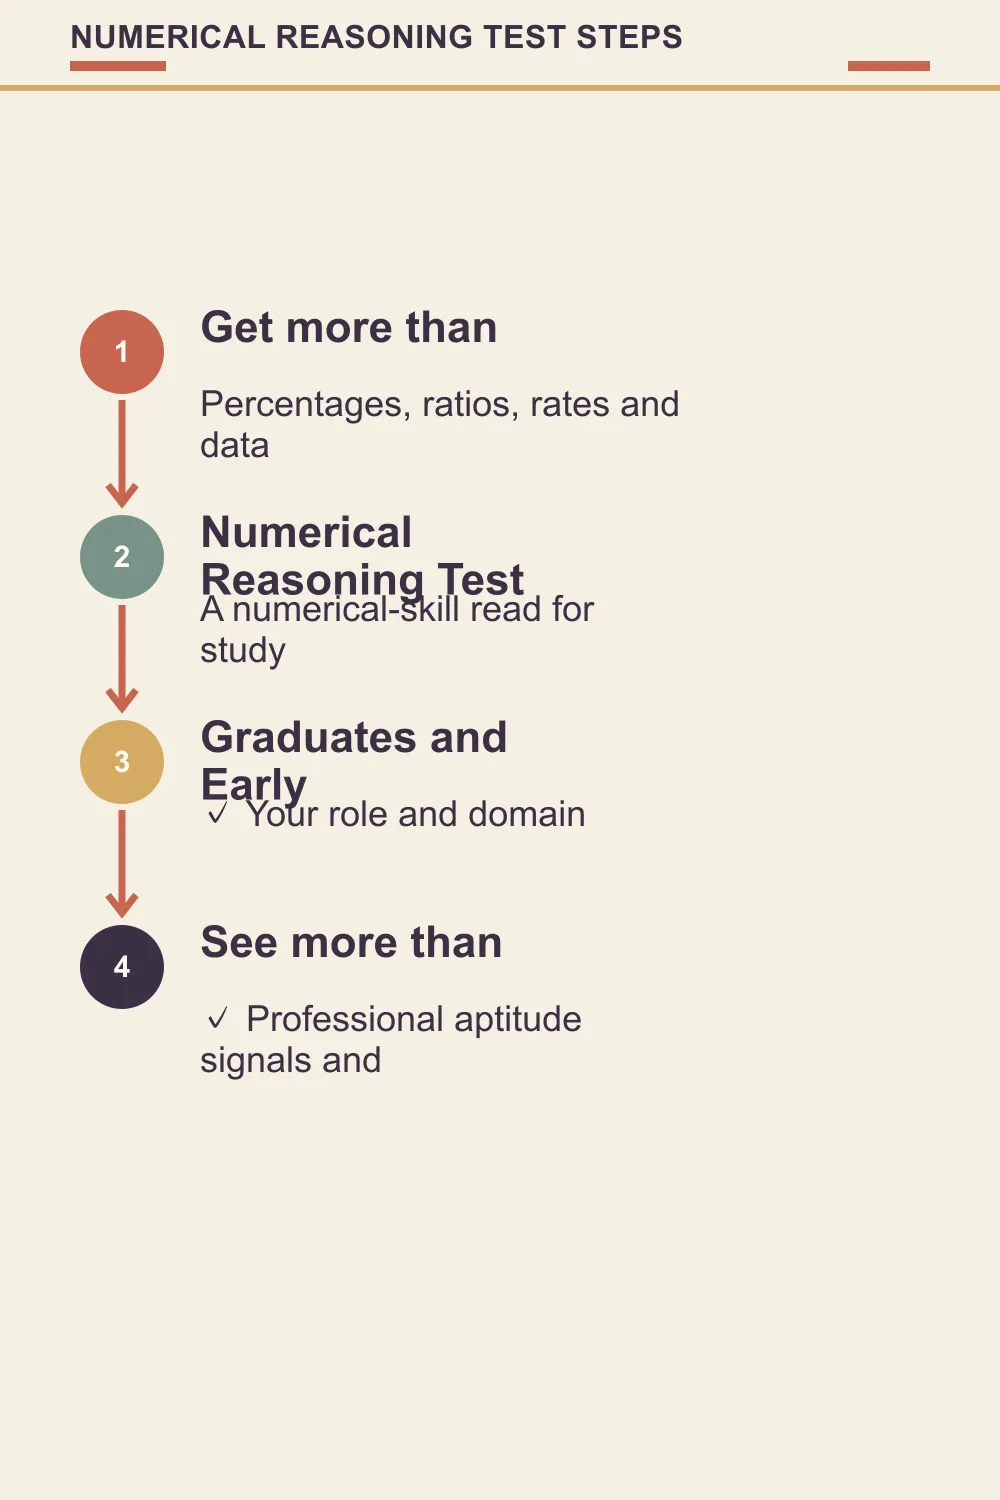 NUMERICAL REASONING TEST STEPS
1
Get more than
Percentages, ratios, rates and
data
2
Numerical
Reasoning Test
A numerical-skill read for
study
3
Graduates and
Early
✓ Your role and domain
4
See more than
✓ Professional aptitude
signals and